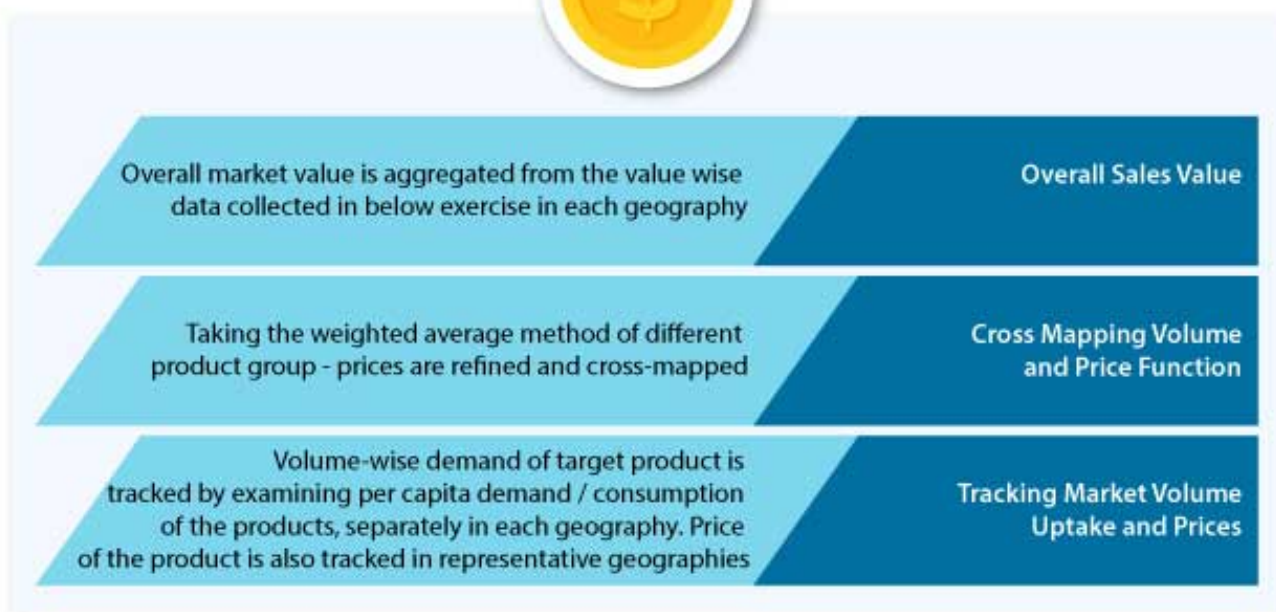 Overall market value is aggregated from the value wise
data collected in below exercise in each geography
Overall Sales Value
Taking the weighted average method of different
product group - prices are refined and cross-mapped
Cross Mapping Volume
and Price Function
Volume-wise demand of target product is
tracked by examining per capita demand / consumption
of the products, separately in each geography. Price
of the product is also tracked in representative geographies
Tracking Market Volume
Uptake and Prices